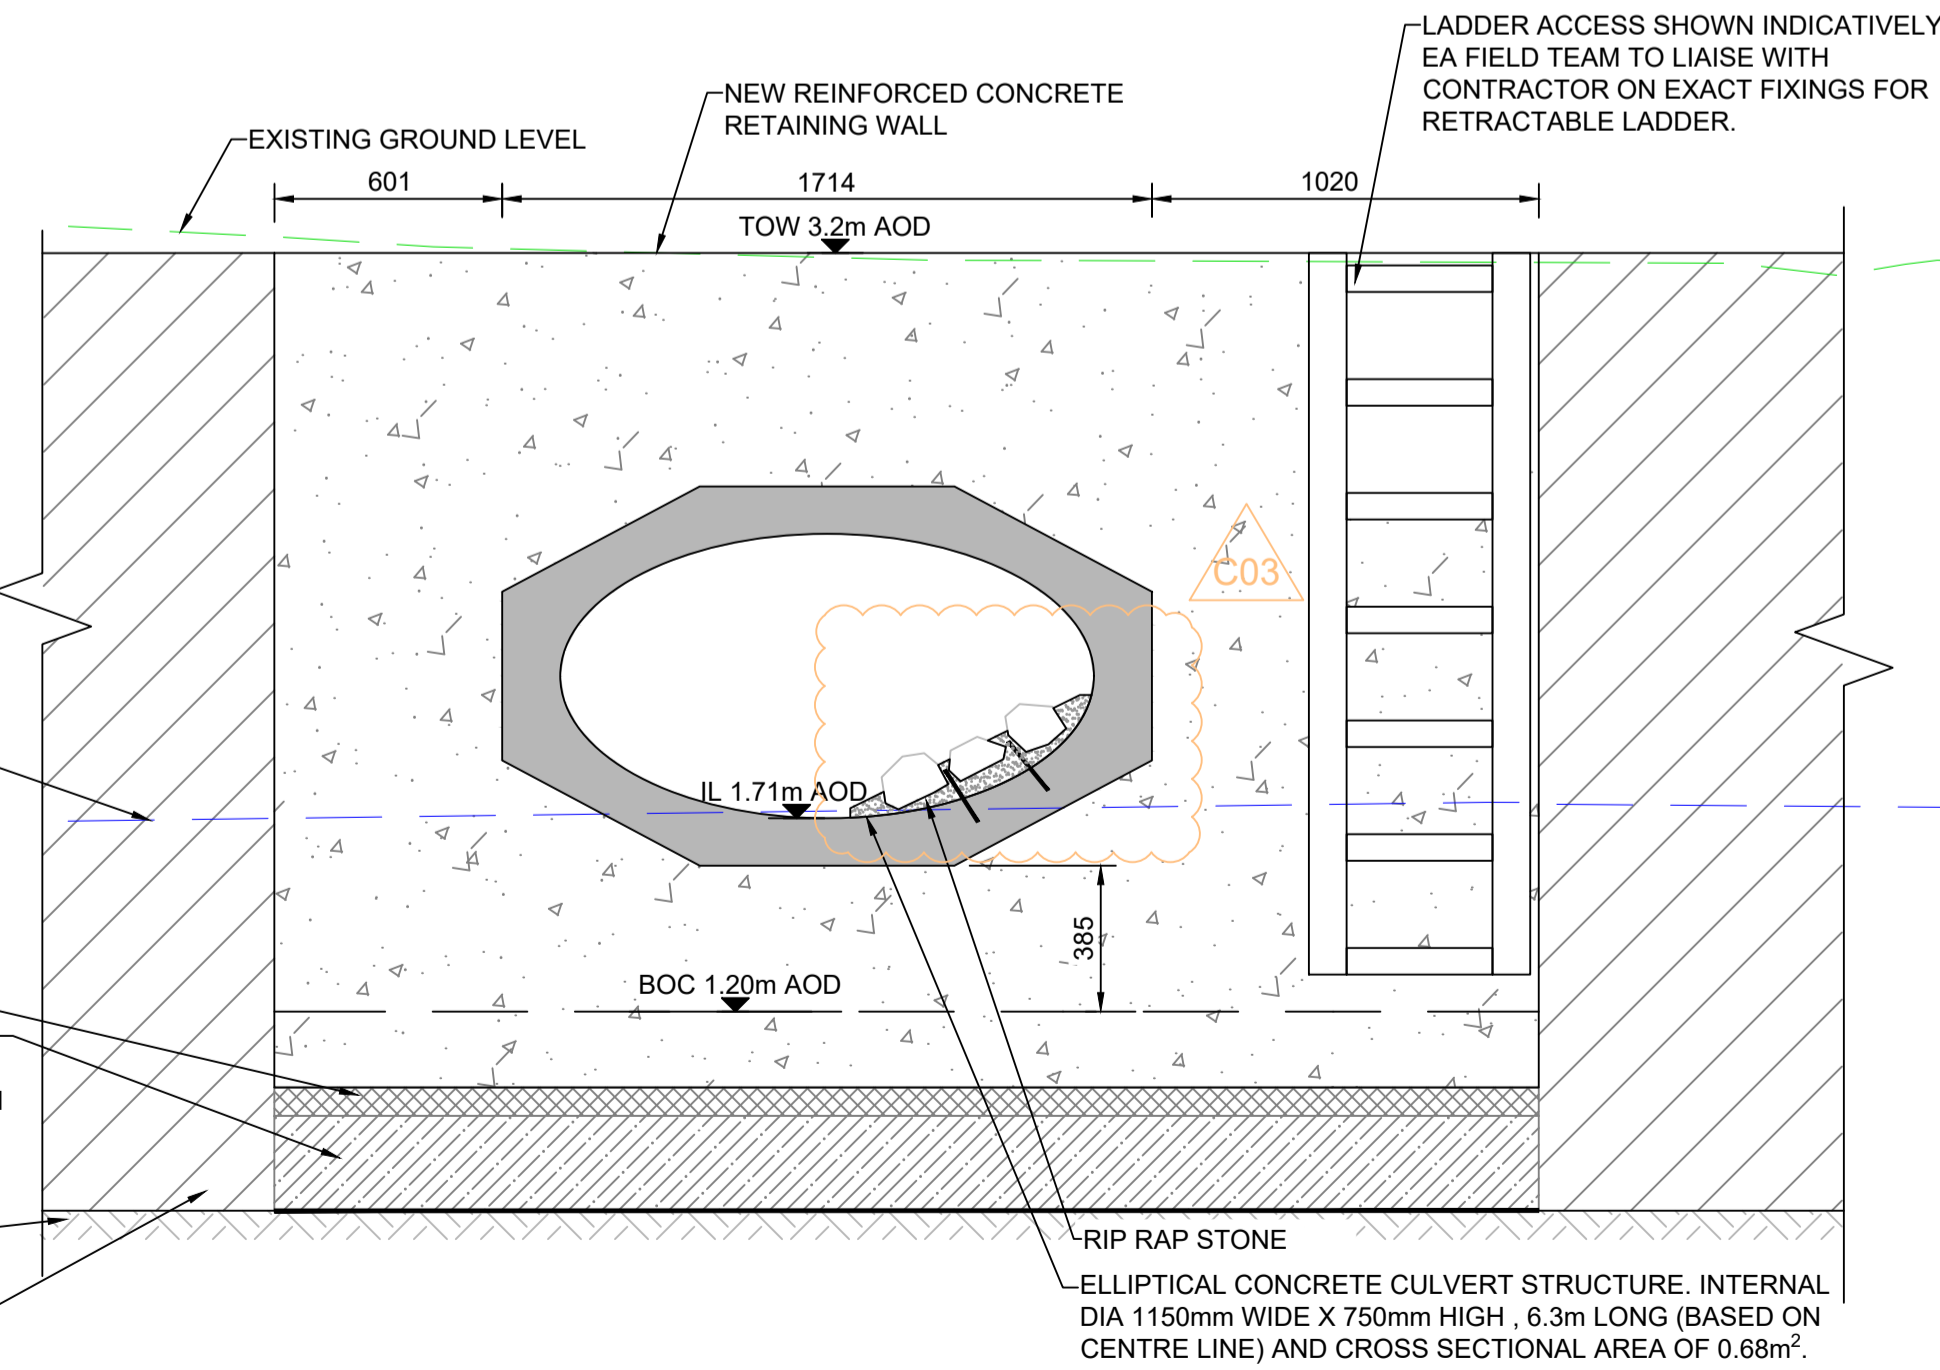 LADDER ACCESS SHOWN INDICATIVELY
EA FIELD TEAM TO LIAISE WITH
CONTRACTOR ON EXACT FIXINGS FOR
RETRACTABLE LADDER.
NEW REINFORCED CONCRETE
RETAINING WALL
EXISTING GROUND LEVEL
601
1714
1020
TOW 3.2m AOD
C03
IL 1.71m AOD
385
BOC 1.20m AOD
RIP RAP STONE
ELLIPTICAL CONCRETE CULVERT STRUCTURE. INTERNAL
DIA 1150mm WIDE X 750mm HIGH , 6.3m LONG (BASED ON
CENTRE LINE) AND CROSS SECTIONAL AREA OF 0.68m².